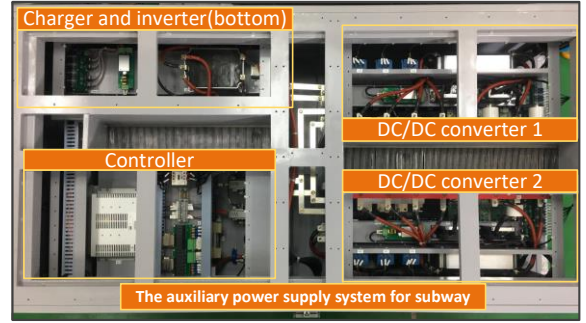 Charger and inverter(bottom)
DC/DC converter 1
Controller
DC/DC converter 2
The auxiliary power supply system for subway